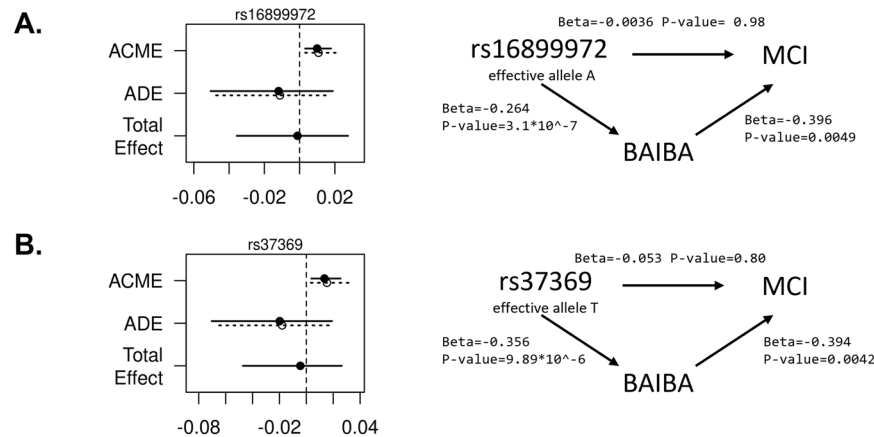 A.
rs16899972
ACME
ADE
Total
Effect
-0.06
-0.02
0.02
Beta=-0.0036 P-value= 0.98
rs16899972
effective allele A
MCI
Beta=-0.264
P-value=3.1*10^-7
BAIBA
Beta=-0.396
P-value=0.0049
B.
rs37369
ACME
ADE
Total
Effect
-0.08
-0.02
0.04
Beta=-0.053 P-value=0.80
rs37369
effective allele T
MCI
Beta=-0.356
P-value=9.89*10^-6
BAIBA
Beta=-0.394
P-value=0.0042